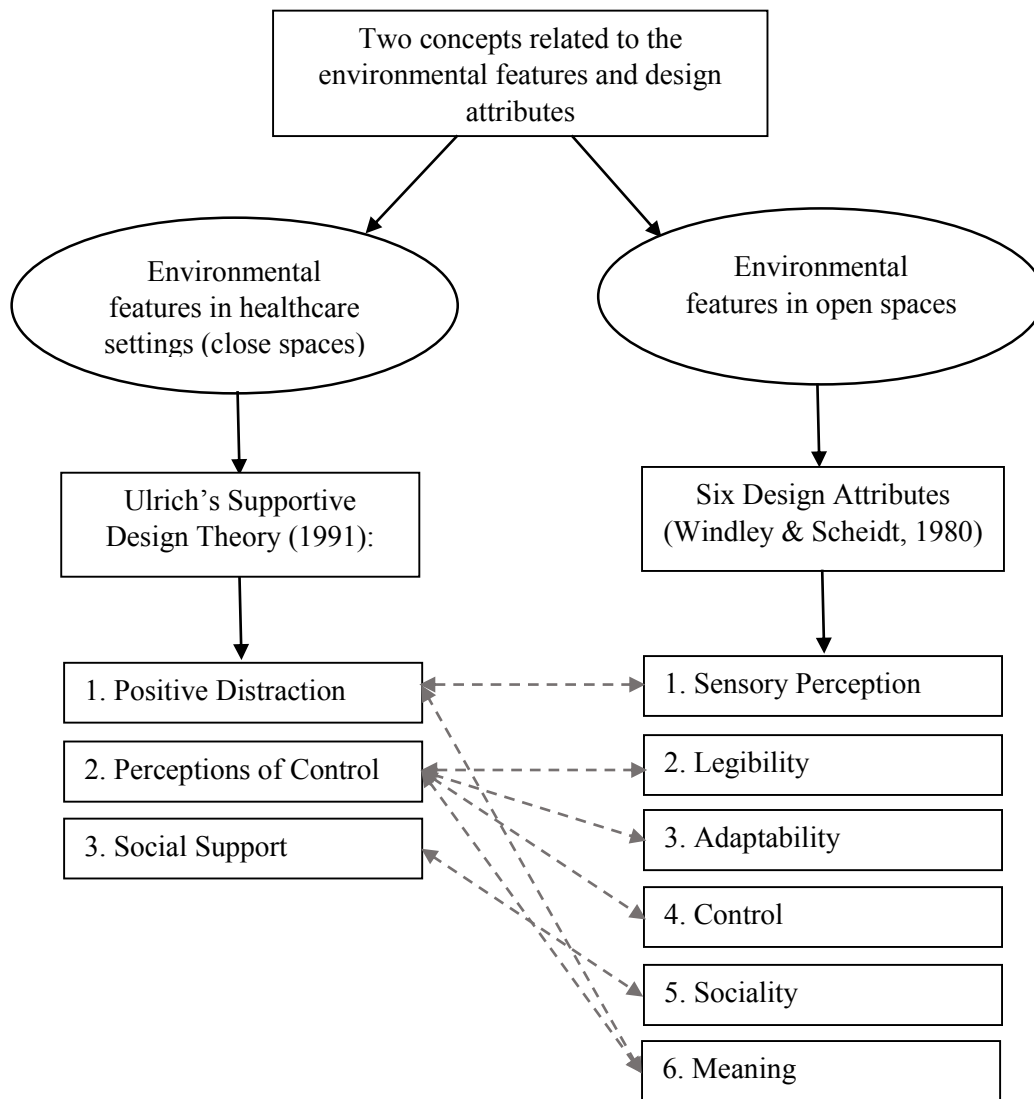 Two concepts related to the
environmental features and design
attributes
Environmental
features in healthcare
settings (close spaces)
Environmental
features in open spaces
Ulrich’s Supportive
Design Theory (1991):
Six Design Attributes
(Windley & Scheidt, 1980)
1. Positive Distraction
2. Perceptions of Control
3. Social Support
1. Sensory Perception
2. Legibility
3. Adaptability
4. Control
5. Sociality
6. Meaning